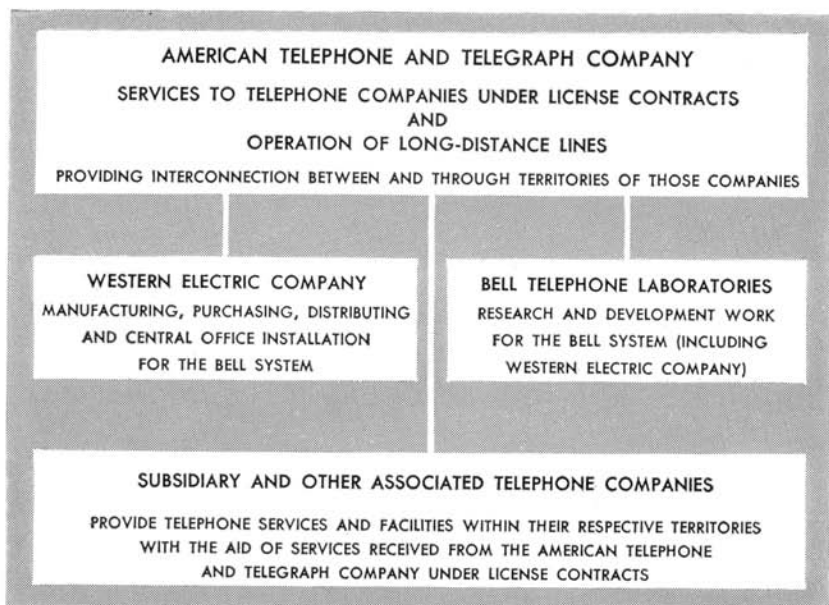 AMERICAN TELEPHONE AND TELEGRAPH COMPANY
SERVICES TO TELEPHONE COMPANIES UNDER LICENSE CONTRACTS
AND
OPERATION OF LONG-DISTANCE LINES
PROVIDING INTERCONNECTION BETWEEN AND THROUGH TERRITORIES OF THOSE COMPANIES
WESTERN ELECTRIC COMPANY
MANUFACTURING, PURCHASING, DISTRIBUTING
AND CENTRAL OFFICE INSTALLATION
FOR THE BELL SYSTEM
BELL TELEPHONE LABORATORIES
RESEARCH AND DEVELOPMENT WORK
FOR THE BELL SYSTEM (INCLUDING
WESTERN ELECTRIC COMPANY)
SUBSIDIARY AND OTHER ASSOCIATED TELEPHONE COMPANIES
PROVIDE TELEPHONE SERVICES AND FACILITIES WITHIN THEIR RESPECTIVE TERRITORIES
WITH THE AID OF SERVICES RECEIVED FROM THE AMERICAN TELEPHONE
AND TELEGRAPH COMPANY UNDER LICENSE CONTRACTS